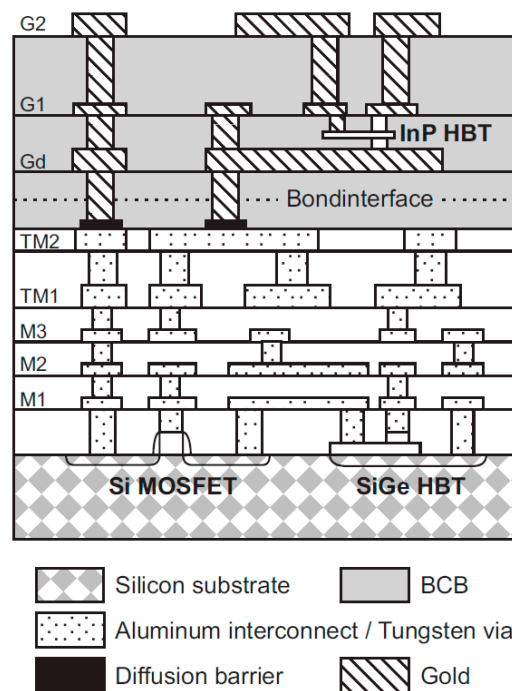 G2
G1
InP HBT
Gd
Bondinterface
TM2
TM1
M3
M2
M1
Si MOSFET SiGe HBT
Silicon substrate BCB
Aluminum interconnect / Tungsten via
Diffusion barrier Gold